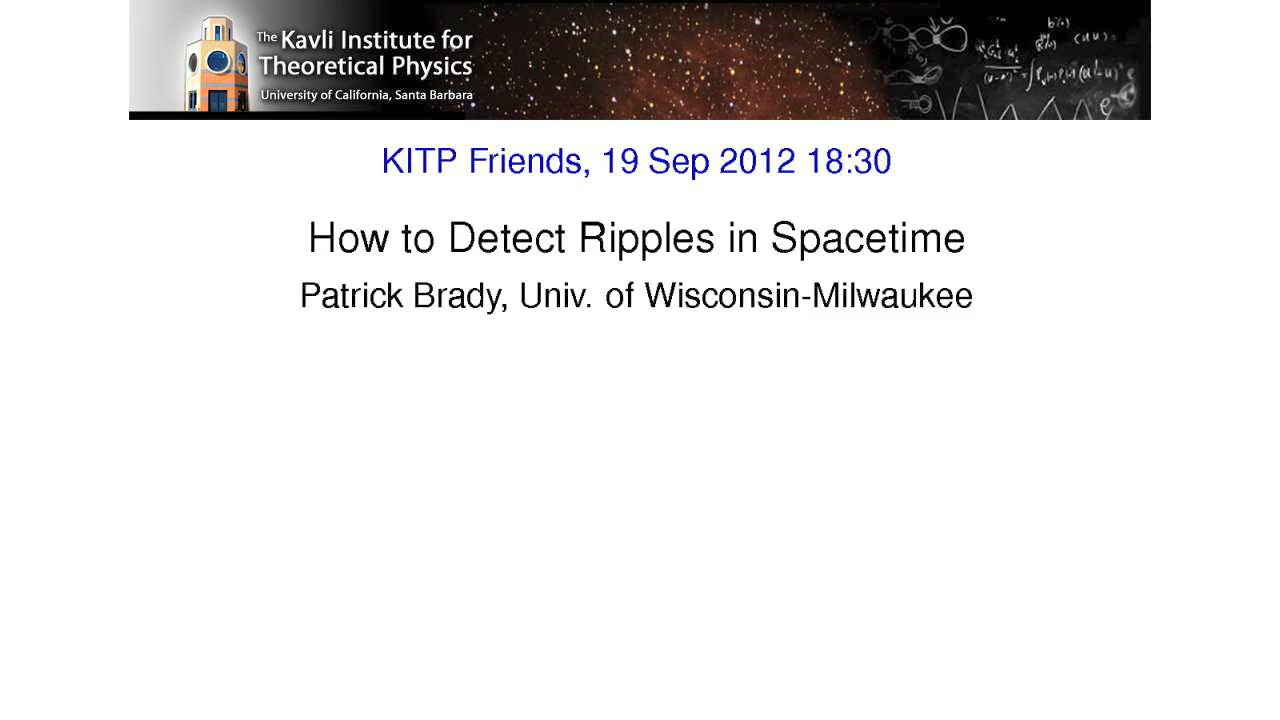 The Kavli Institute for
Theoretical Physics
University of California, Santa Barbara
KITP Friends, 19 Sep 2012 18:30
How to Detect Ripples in Spacetime
Patrick Brady, Univ. of Wisconsin-Milwaukee